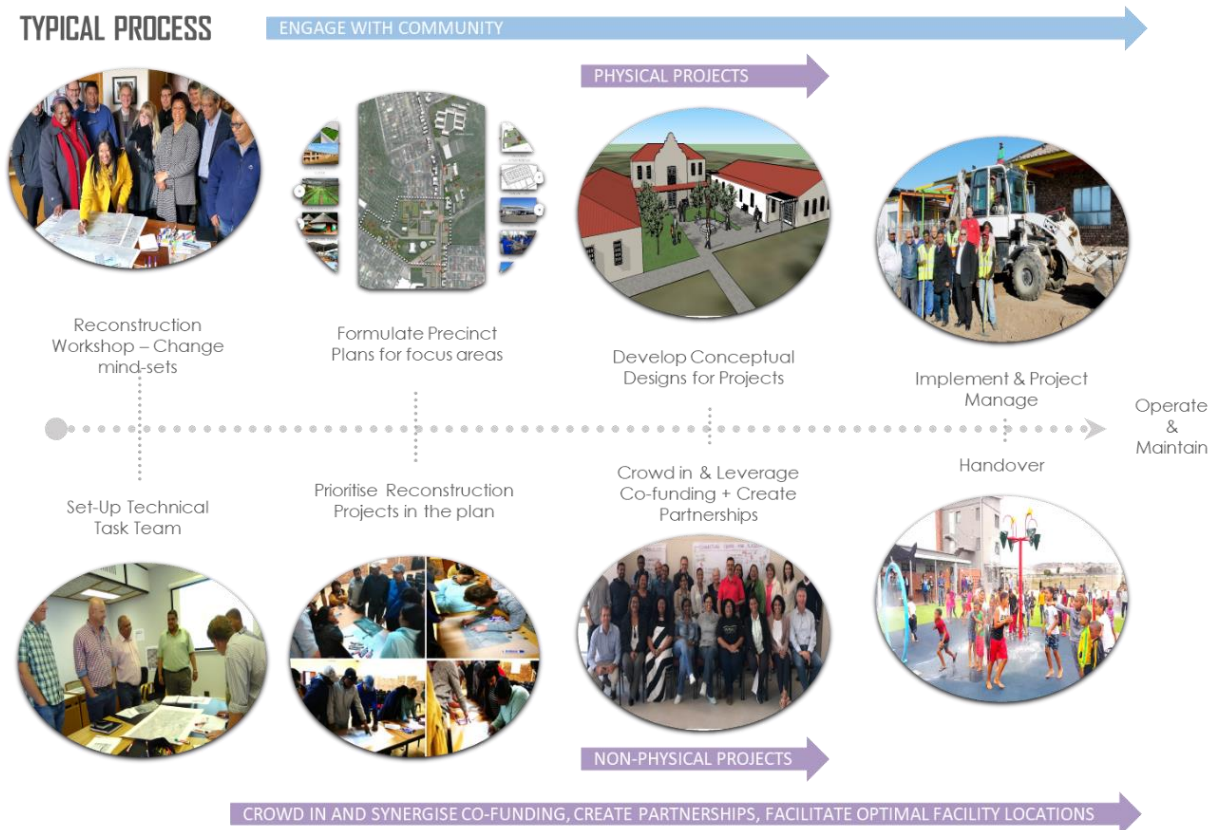 TYPICAL PROCESS
ENGAGE WITH COMMUNITY
PHYSICAL PROJECTS
Reconstruction
Workshop – Change
mind-sets
Formulate Precinct
Plans for focus areas
Develop Conceptual
Designs for Projects
Implement & Project
Manage
Operate
&
Maintain
Set-Up Technical
Task Team
Prioritise Reconstruction
Projects in the plan
Crowd in & Leverage
Co-funding + Create
Partnerships
Handover
NON-PHYSICAL PROJECTS
CROWD IN AND SYNERGISE CO-FUNDING, CREATE PARTNERSHIPS, FACILITATE OPTIMAL FACILITY LOCATIONS